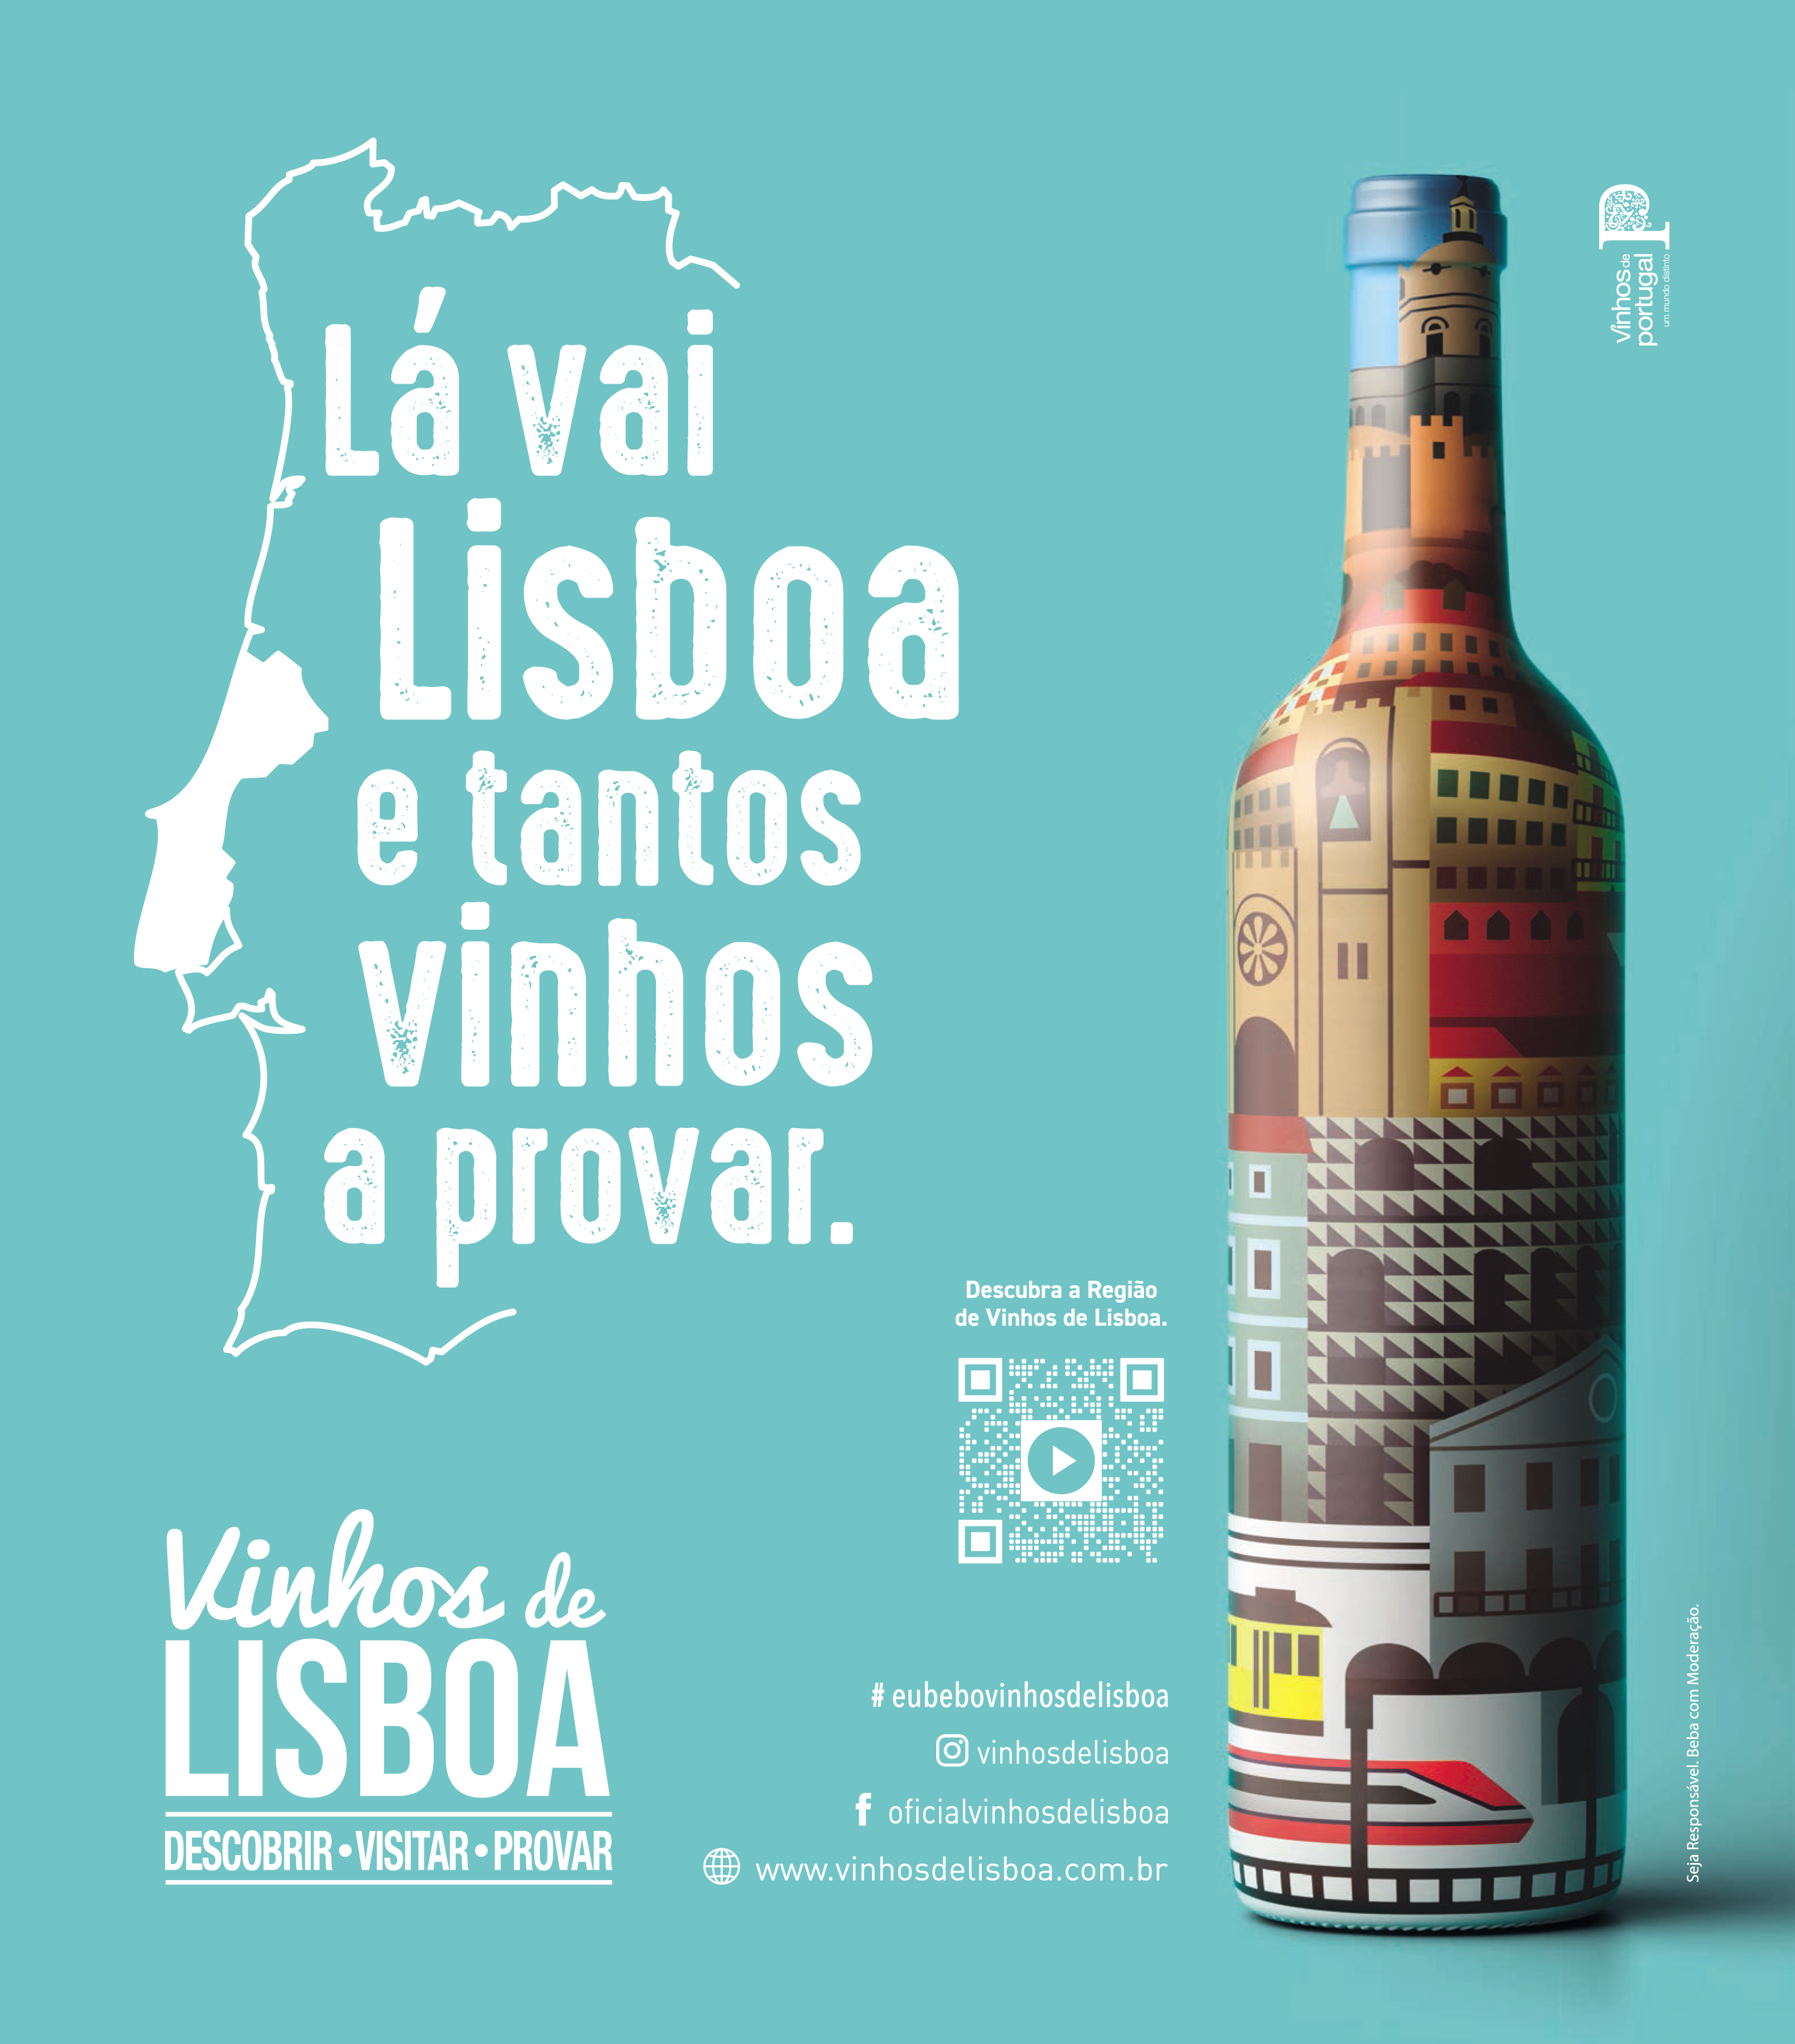 Lá vai
Lisboa
e tantos
vinhos
a provar.
Descubra a Região
de Vinhos de Lisboa.
Vinhos de
LISBOA
DESCOBRIR • VISITAR • PROVAR
# eubebovinhosdelisboa
vinhosdelisboa
oficialvinhosdelisboa
www.vinhosdelisboa.com.br
vinhos de
portugal
um mundo distinto
Seja Responsável. Beba com Moderação.